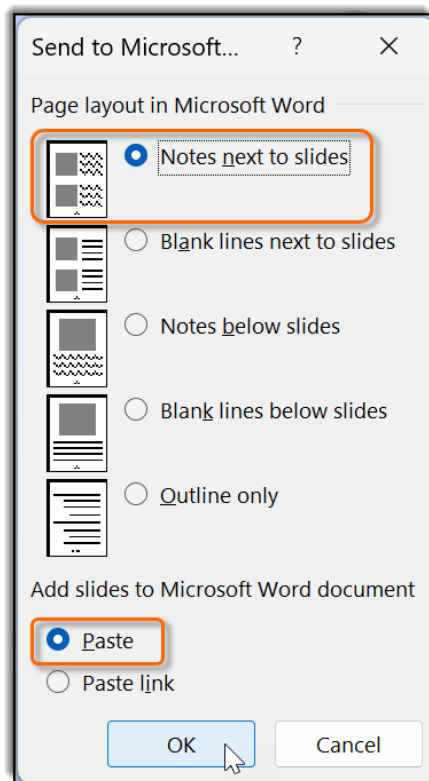 Send to Microsoft... ?
Page layout in Microsoft Word
Notes next to slides
Blank lines next to slides
Notes below slides
Blank lines below slides
Outline only
Add slides to Microsoft Word document
Paste
Paste link
OK Cancel